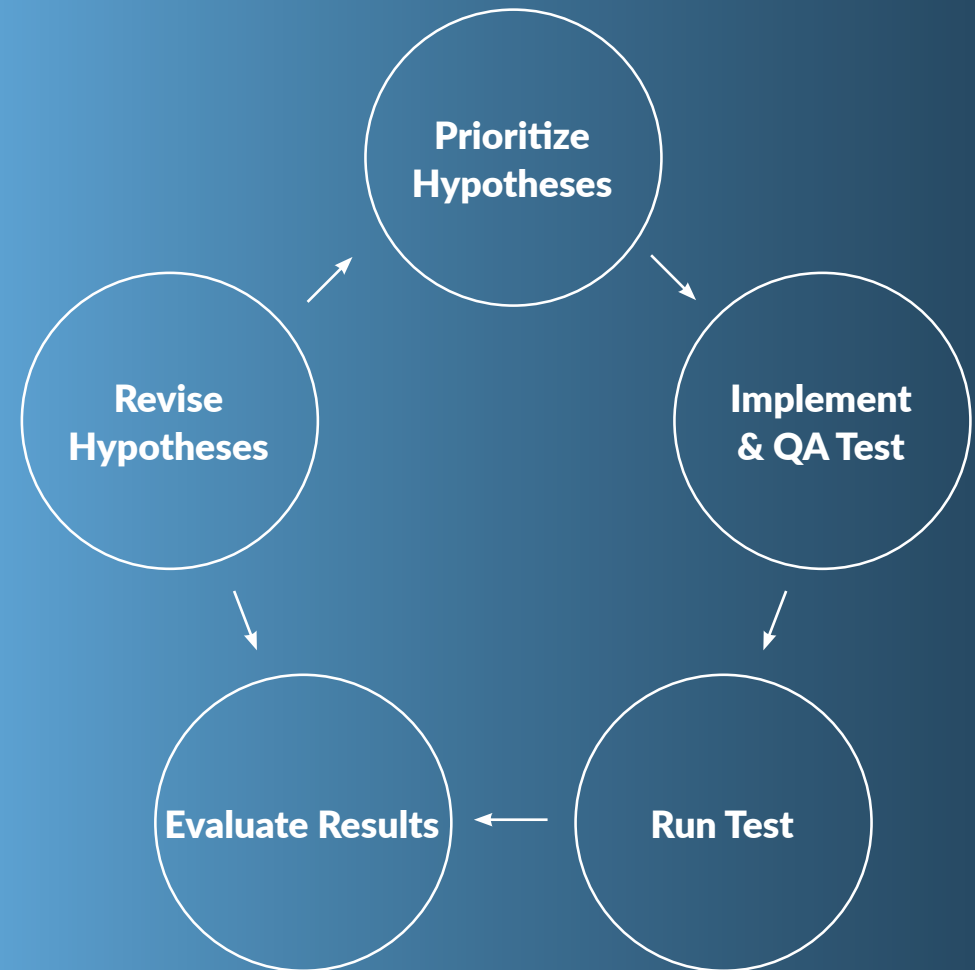 Prioritize
Hypotheses
Implement
& QA Test
Run Test
Evaluate Results
Revise
Hypotheses